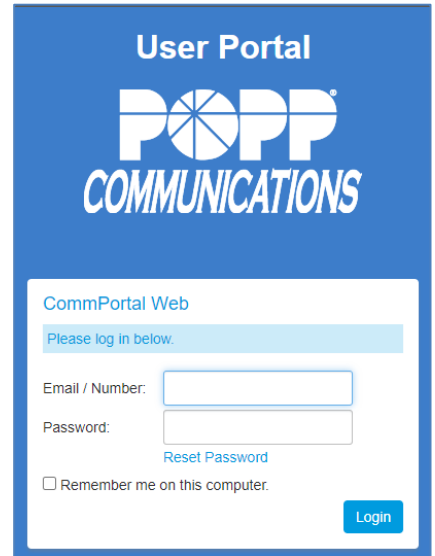 User Portal
POPP®
COMMUNICATIONS
CommPortal Web
Please log in below.
Email / Number:
Password:
Reset Password
Remember me on this computer.
Login